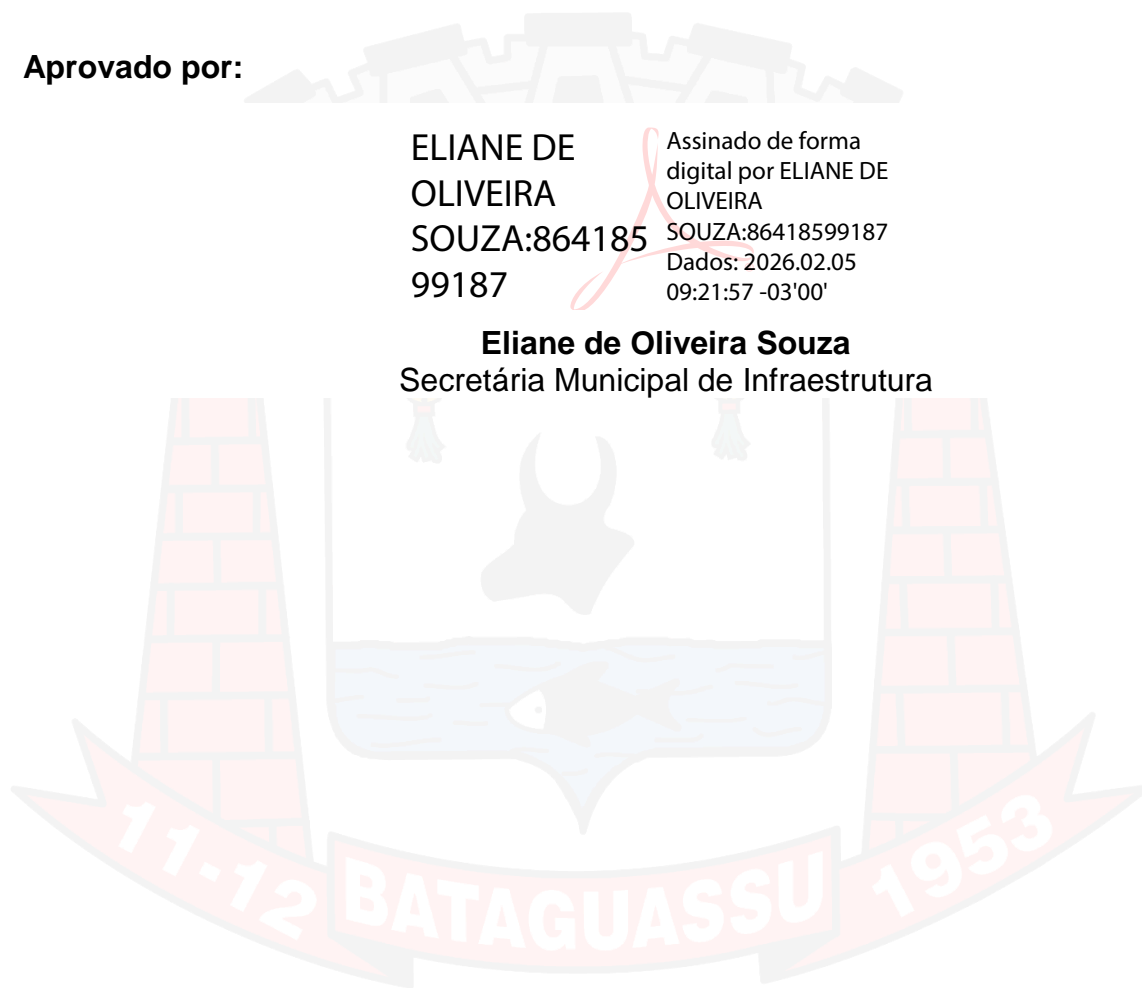 Aprovado por:
ELIANE DE
OLIVEIRA
SOUZA:864185
99187
Assinado de forma
digital por ELIANE DE
OLIVEIRA
SOUZA:86418599187
Dados: 2026.02.05
09:21:57 -03'00'
Eliane de Oliveira Souza
Secretária Municipal de Infraestrutura
11-12
BATAGUASSU
1953